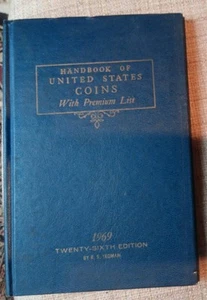 HANDBOOK OF
UNITED STATES
COINS
With Premium List
1969
TWENTY-SIXTH EDITION
BY R. S. YEOMAN